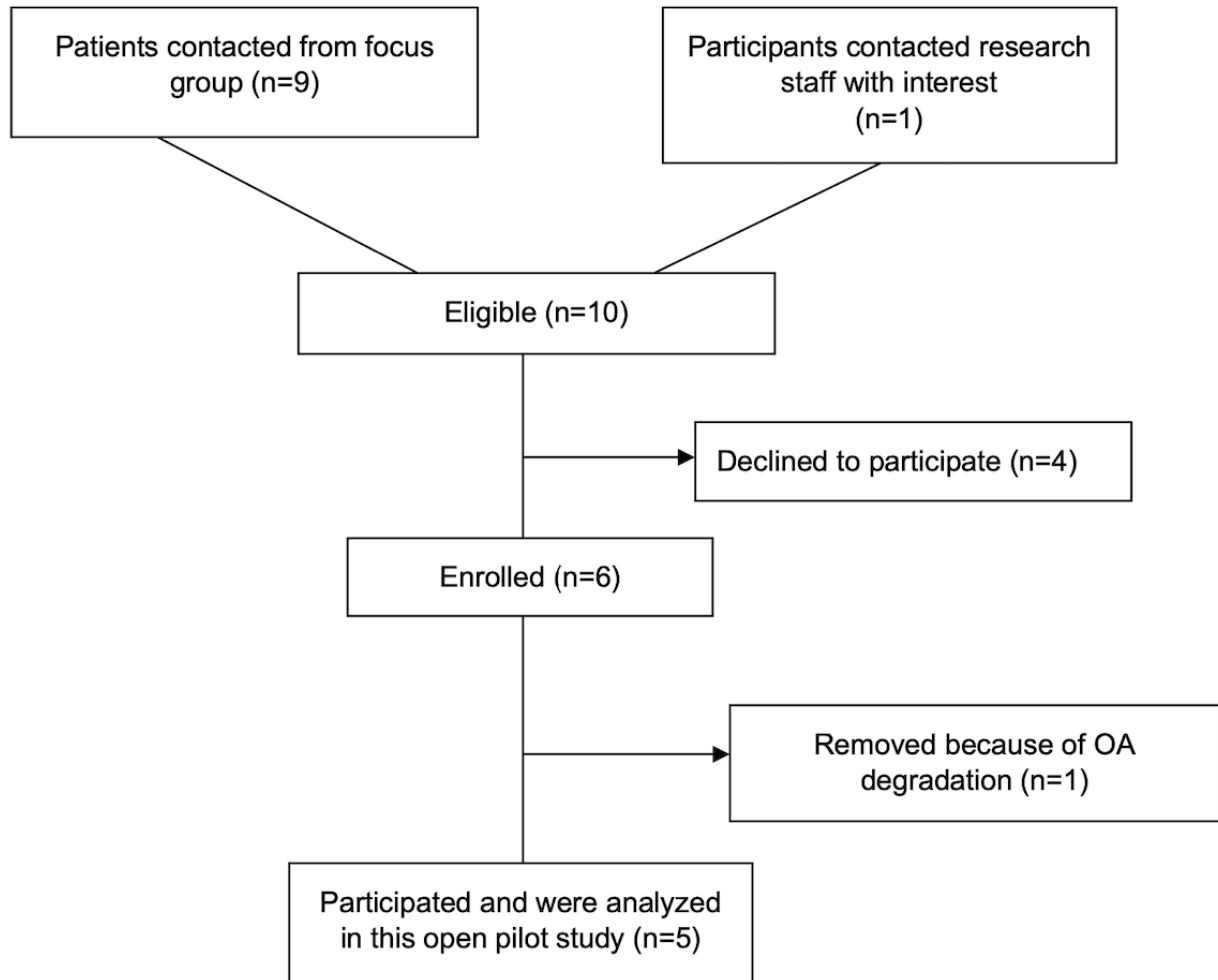 Patients contacted from focus
group (n=9)
Participants contacted research
staff with interest
(n=1)
Eligible (n=10)
Declined to participate (n=4)
Enrolled (n=6)
Removed because of OA
degradation (n=1)
Participated and were analyzed
in this open pilot study (n=5)